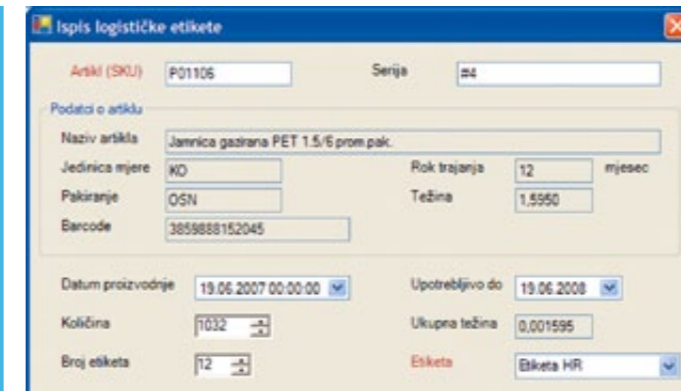 Ispis logističke etikete
Artikl (SKU) P01106 Serija #4
Podatci o artiklu
Naziv artikla Jamnica gazirana PET 1.5/6 prom.pak.
Jedinica mjere KO Rok trajanja 12 mjesec
Pakiranje OSN Težina 1,5950
Barcode 3859888152045
Datum proizvodnje 19.06.2007 00:00:00 Upotrebljivo do 19.06.2008
Količina 1032 Ukupna težina 0,001595
Broj etiketa 12 Etiketa Etiketa HR